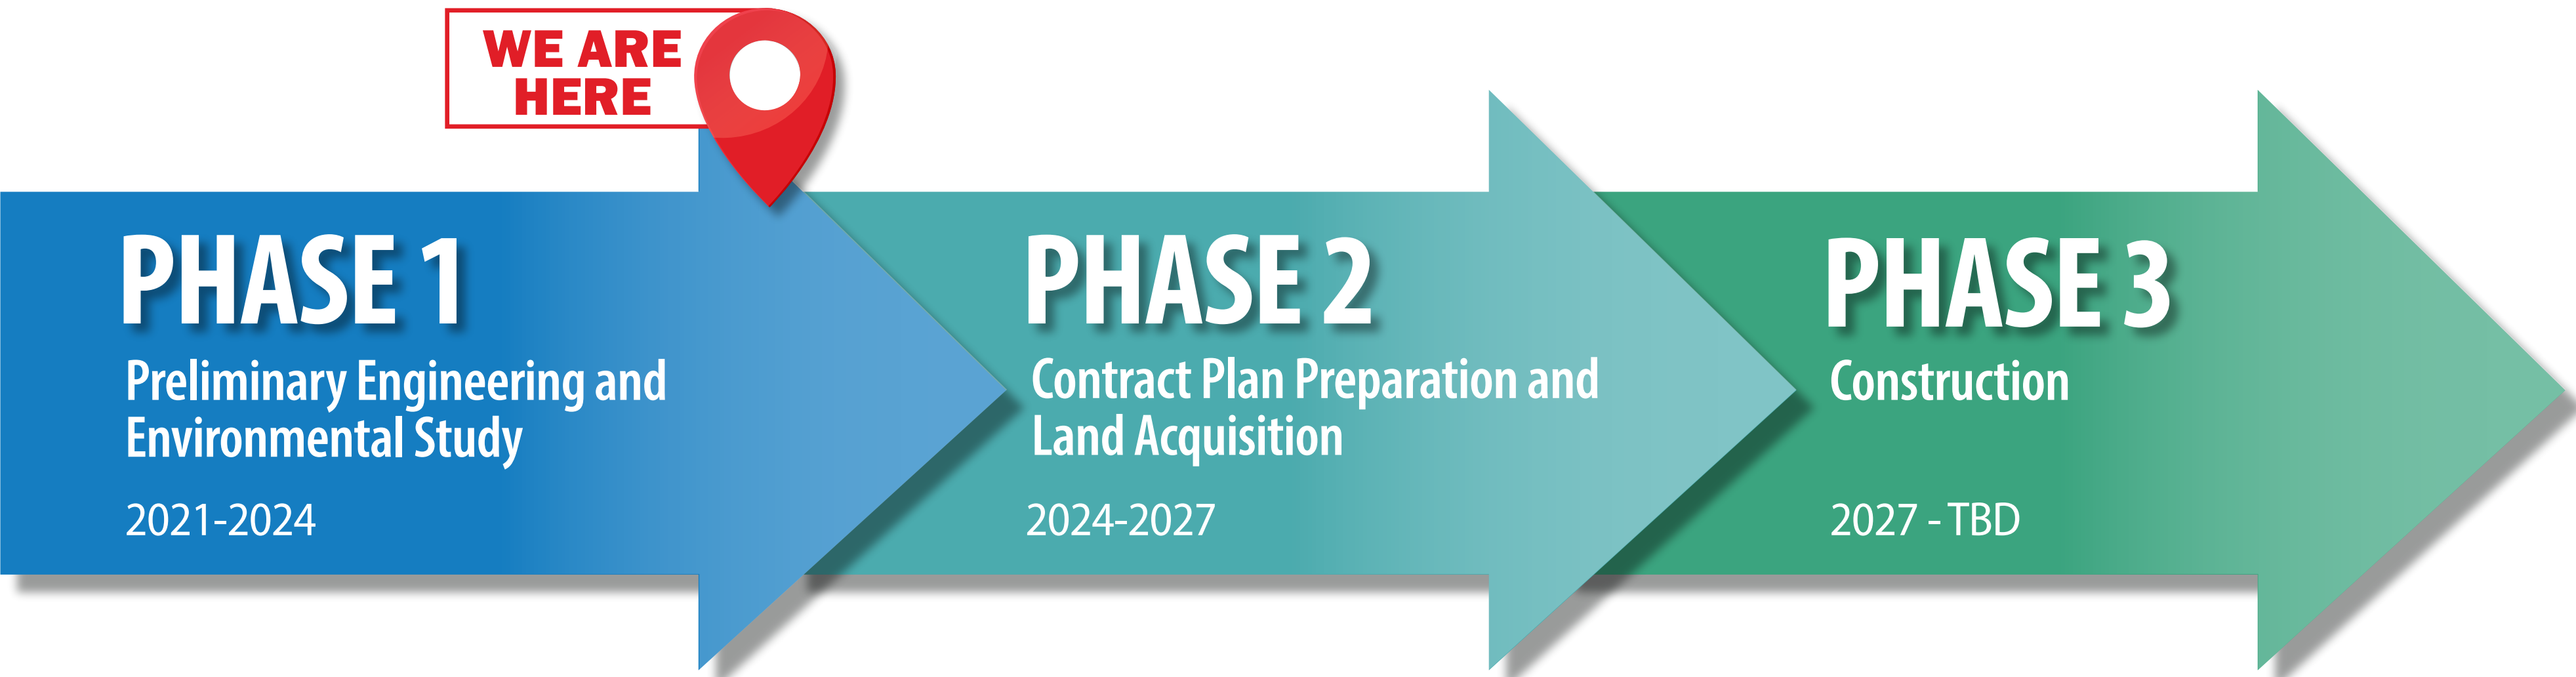 WE ARE
HERE
PHASE 1
Preliminary Engineering and
Environmental Study
2021-2024
PHASE 2
Contract Plan Preparation and
Land Acquisition
2024-2027
PHASE 3
Construction
2027 - TBD